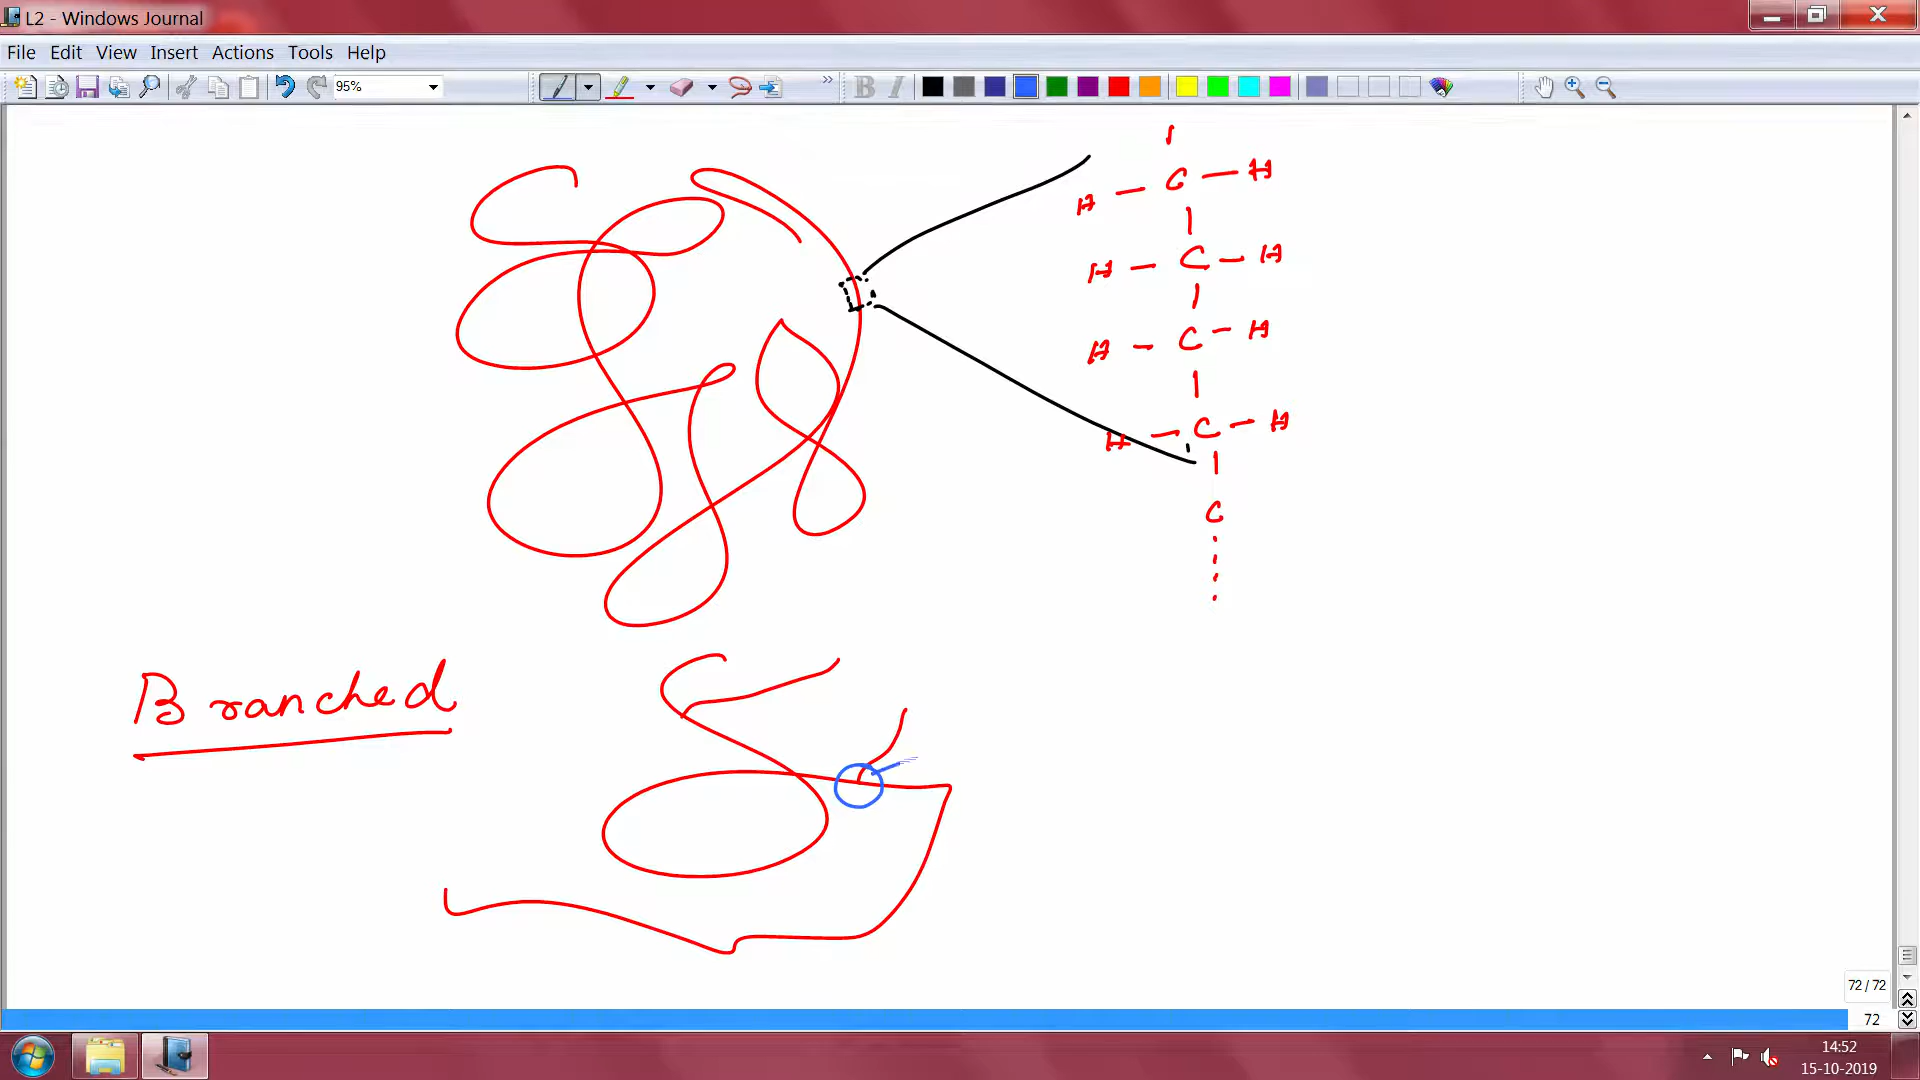 L2 - Windows Journal
File Edit View Insert Actions Tools Help
95%
B I
H - C - H
H - C - H
H - C - H
H - C - H
C
Branched
72 / 72
72
14:52
15-10-2019